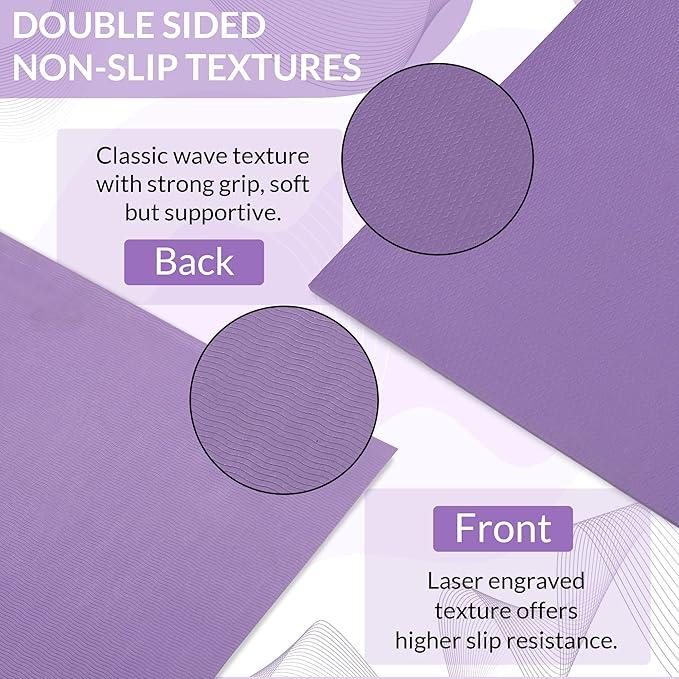 DOUBLE SIDED
NON-SLIP TEXTURES
Classic wave texture
with strong grip, soft
but supportive.
Back
Front
Laser engraved
texture offers
higher slip resistance.